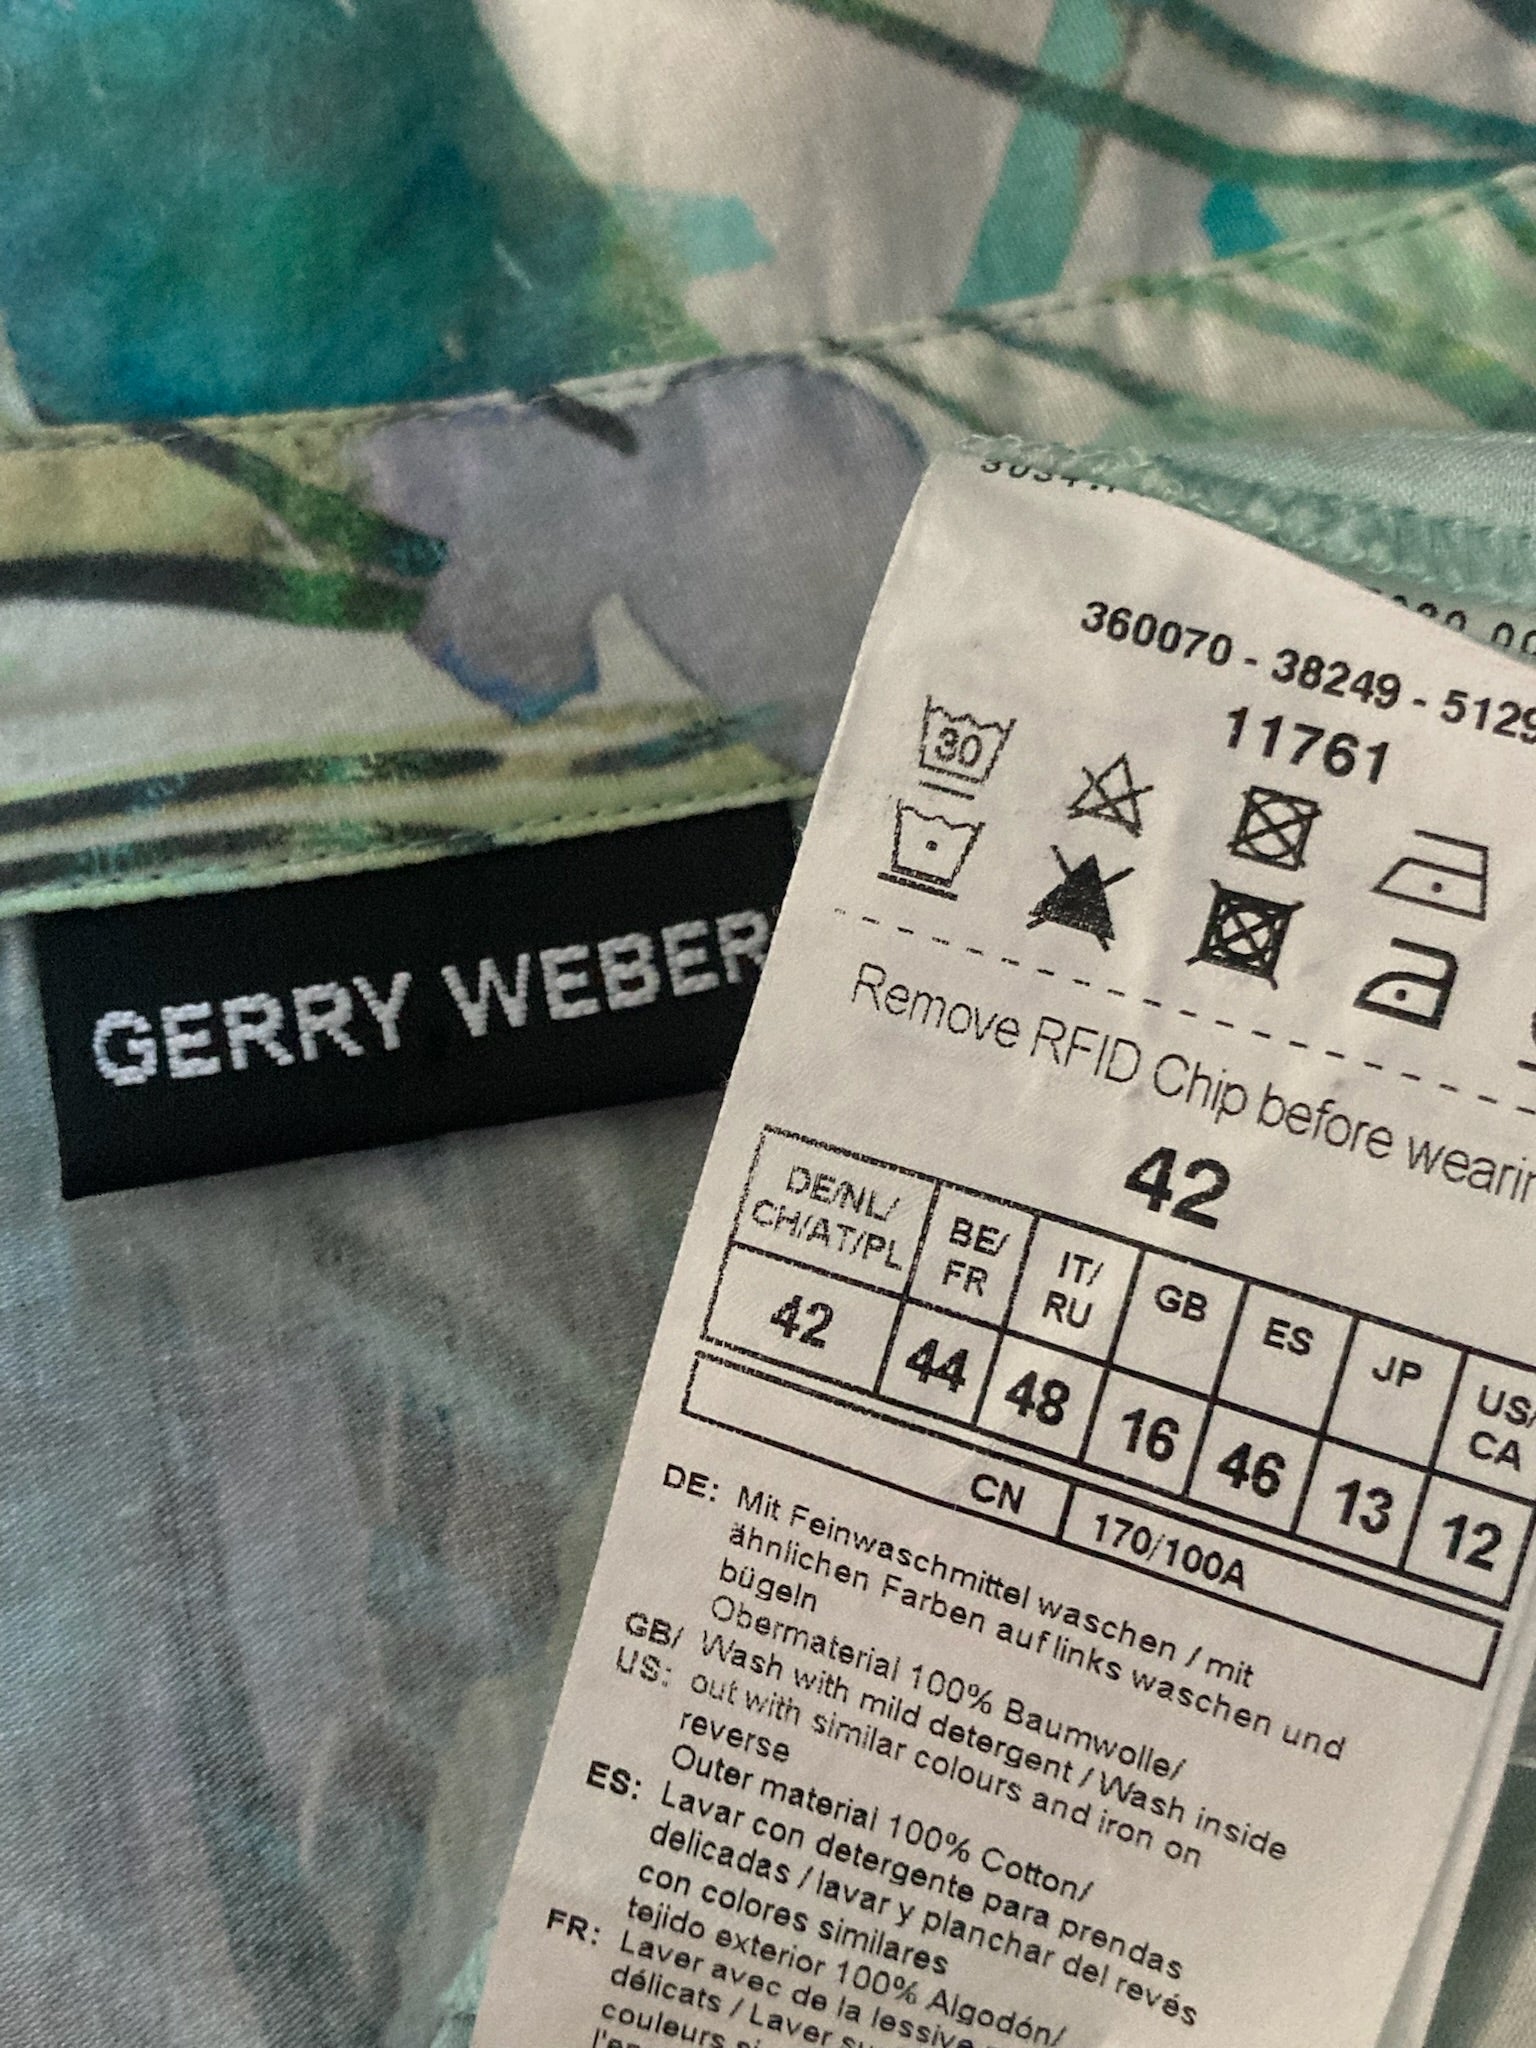 GERRY WEBER
360070 - 38249 - 5129
11761
30
Remove RFID Chip before
42
DE/NL/ CH/AT/PL BE/ FR IT/ RU GB ES JP US/ CA
42 44 48 16 46 13 12
CN 170/100A
DE: Mit Feinwaschmittel waschen / mit
ähnlichen Farben auf links waschen und
bügeln
Obermaterial 100% Baumwolle/
GB/ US: Wash with mild detergent / Wash inside
out with similar colours and iron on
reverse
Outer material 100% Cotton/
ES: Lavar con detergente para prendas
delicadas / lavar y planchar del revés
con colores similares
tejido exterior 100% Algodón/
FR: Laver avec de la lessive
délicats / Laver
couleurs